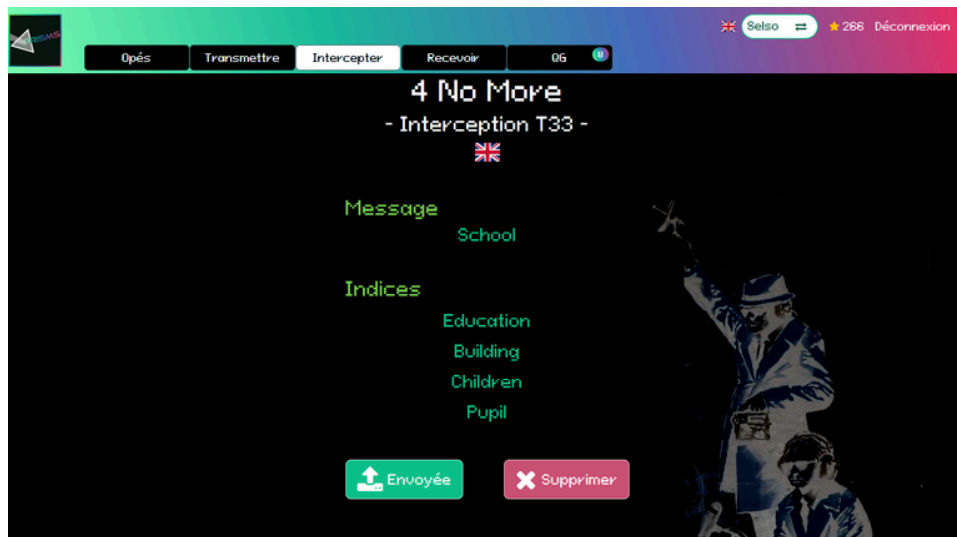 PRISMS
Selso 266 Déconnexion
Opés Transmettre Intercepter Recevoir QG
4 No More
- Interception T33 -
Message
School
Indices
Education
Building
Children
Pupil
Envoyée Supprimer